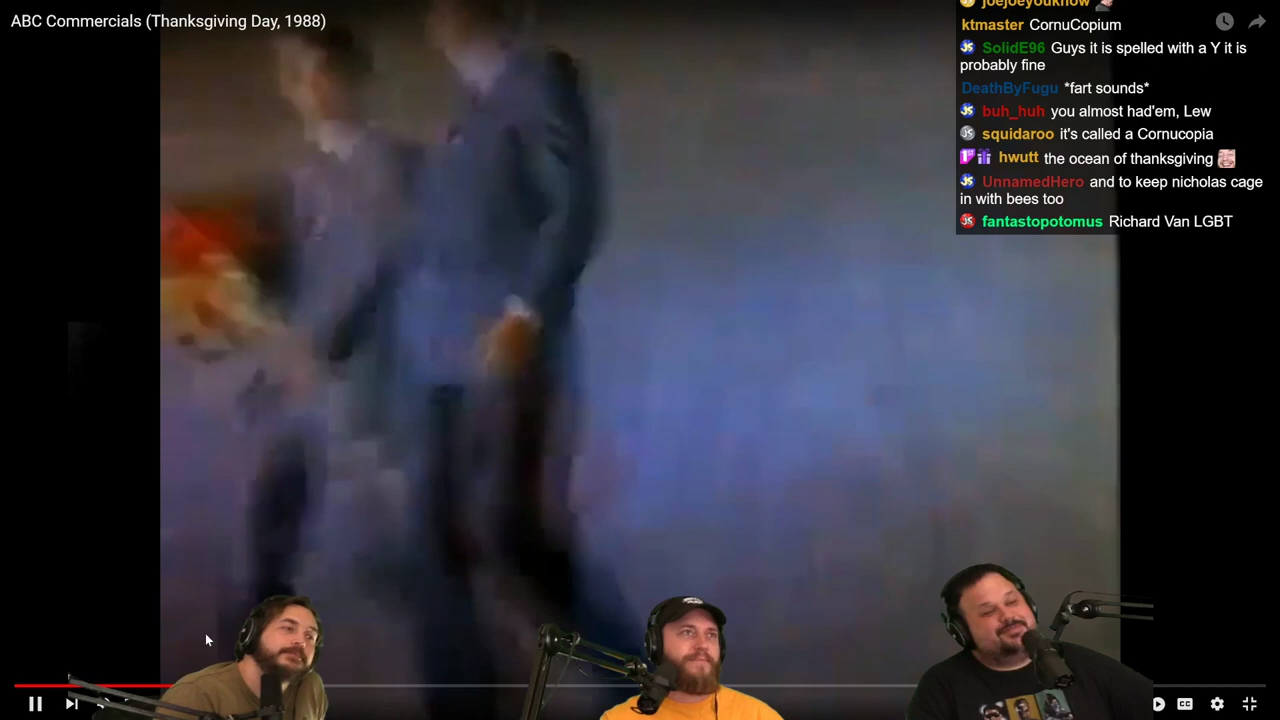 ABC Commercials (Thanksgiving Day, 1988)
joejoeyouknow
ktmaster CornuCopium
SolidE96 Guys it is spelled with a Y it is
probably fine
DeathByFugu *fart sounds*
buh_huh you almost had'em, Lew
squidaroo it's called a Cornucopia
hwutt the ocean of thanksgiving
UnnamedHero and to keep nicholas cage
in with bees too
fantastopotomus Richard Van LGBT